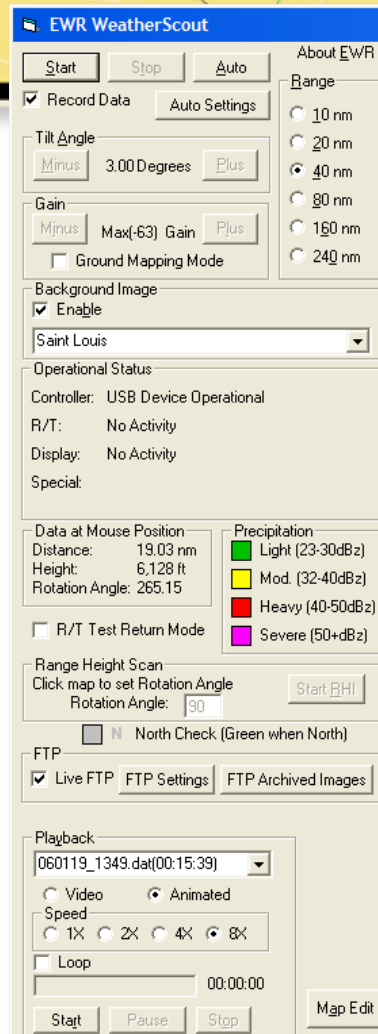 EWR WeatherScout
About EWR
Start Stop Auto
Record Data Auto Settings
Range
10 nm
20 nm
40 nm
80 nm
160 nm
240 nm
Tilt Angle
Minus 3.00 Degrees Plus
Gain
Minus Max(-63) Gain Plus
Ground Mapping Mode
Background Image
Enable
Saint Louis
Operational Status
Controller: USB Device Operational
R/T: No Activity
Display: No Activity
Special:
Data at Mouse Position
Distance: 19.03 nm
Height: 6,128 ft
Rotation Angle: 265.15
Precipitation
Light (23-30dBz)
Mod. (32-40dBz)
Heavy (40-50dBz)
Severe (50+dBz)
R/T Test Return Mode
Range Height Scan
Click map to set Rotation Angle
Rotation Angle: 90
Start RHI
N North Check (Green when North)
FTP
Live FTP FTP Settings FTP Archived Images
Playback
060119_1349.dat(00:15:39)
Video Animated
Speed
1X 2X 4X 8X
Loop
00:00:00
Start Pause Stop
Map Edit